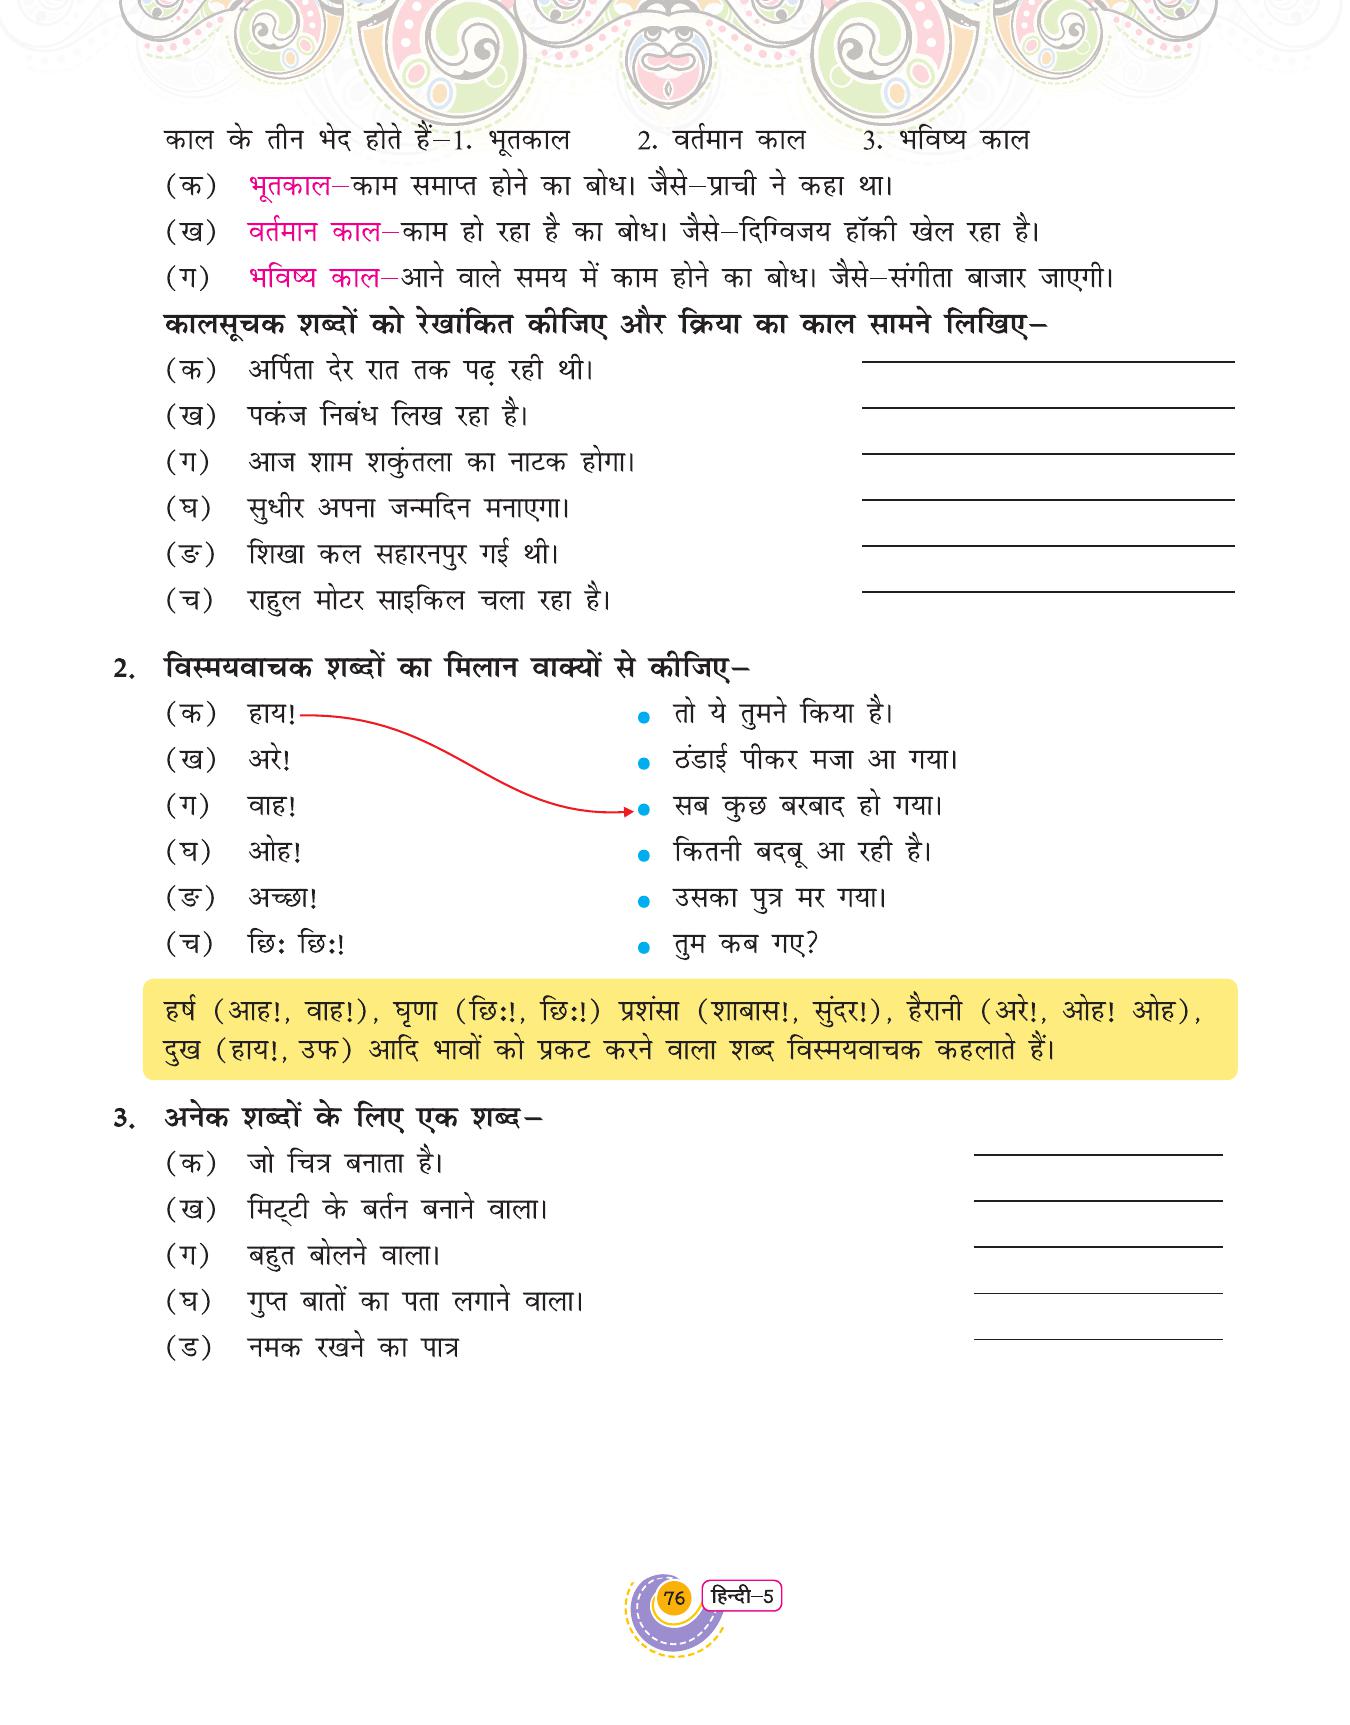 काल के तीन भेद होते हैं–1. भूतकाल 2. वर्तमान काल 3. भविष्य काल
(क) भूतकाल–काम समाप्त होने का बोध। जैसे–प्राची ने कहा था।
(ख) वर्तमान काल–काम हो रहा है का बोध। जैसे–दिग्विजय हॉकी खेल रहा है।
(ग) भविष्य काल–आने वाले समय में काम होने का बोध। जैसे–संगीता बाजार जाएगी।
कालसूचक शब्दों को रेखांकित कीजिए और क्रिया का काल सामने लिखिए–
(क) अर्पिता देर रात तक पढ़ रही थी।
(ख) पकंज निबंध लिख रहा है।
(ग) आज शाम शकुंतला का नाटक होगा।
(घ) सुधीर अपना जन्मदिन मनाएगा।
(ङ) शिखा कल सहारनपुर गई थी।
(च) राहुल मोटर साइकिल चला रहा है।
2. विस्मयवाचक शब्दों का मिलान वाक्यों से कीजिए–
(क) हाय! • तो ये तुमने किया है।
(ख) अरे! • ठंडाई पीकर मजा आ गया।
(ग) वाह! • सब कुछ बरबाद हो गया।
(घ) ओह! • कितनी बदबू आ रही है।
(ङ) अच्छा! • उसका पुत्र मर गया।
(च) छि: छि:! • तुम कब गए?
हर्ष (आह!, वाह!), घृणा (छि:!, छि:!) प्रशंसा (शाबास!, सुंदर!), हैरानी (अरे!, ओह! ओह),
दुख (हाय!, उफ) आदि भावों को प्रकट करने वाला शब्द विस्मयवाचक कहलाते हैं।
3. अनेक शब्दों के लिए एक शब्द–
(क) जो चित्र बनाता है।
(ख) मिट्‌टी के बर्तन बनाने वाला।
(ग) बहुत बोलने वाला।
(घ) गुप्त बातों का पता लगाने वाला।
(ड) नमक रखने का पात्र
76 हिन्दी–5